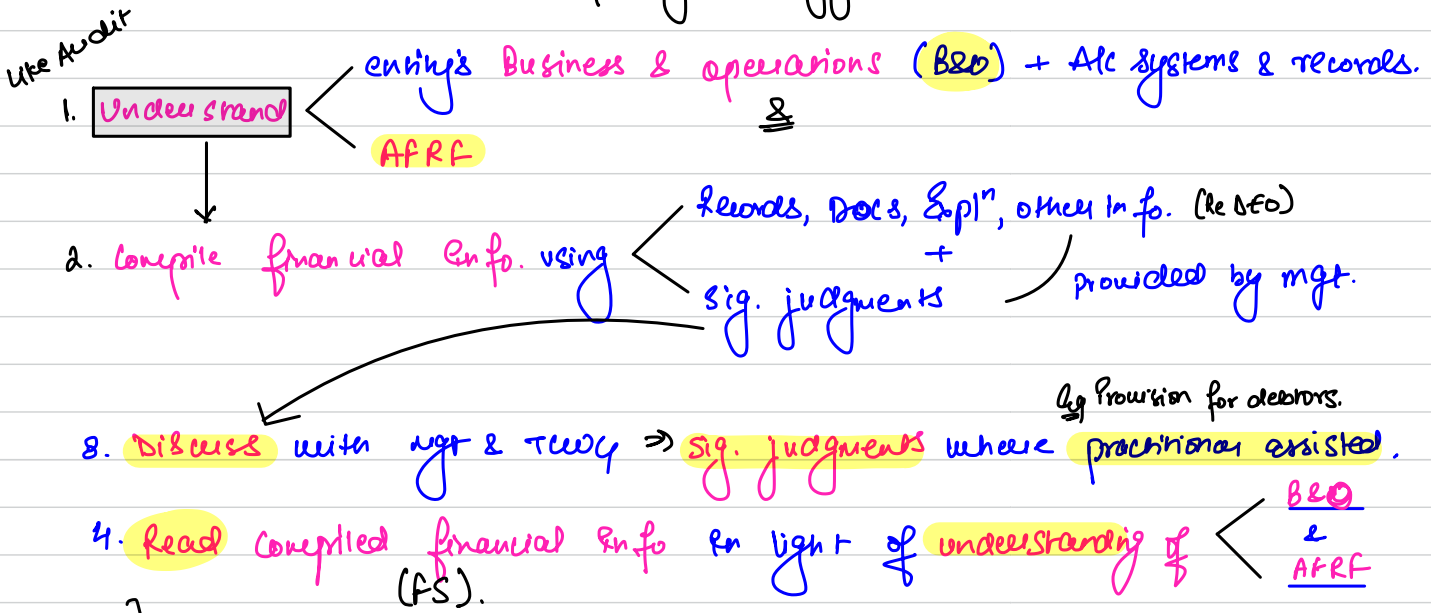 Like Audit
entity's Business & operations (B&O) + A/c systems & records.
1. Understand
&
AFRF
Records, Docs, Expl^n, other info. (ReDEO)
2. Compile financial info. using
+
provided by mgt.
sig. judgments
Eg Provision for debtors.
3. Discuss with mgt & TCWG ⇒ sig. judgments where practitioner assisted.
B&O
4. Read compiled financial info in light of understanding of
&
AFRF
(FS).